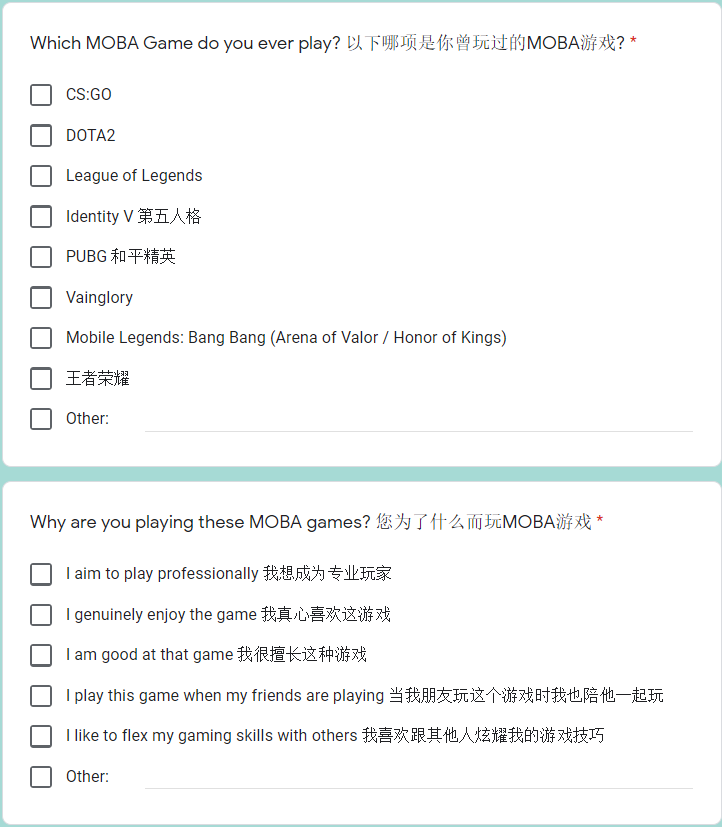 Which MOBA Game do you ever play? 以下哪项是你曾玩过的MOBA游戏? *
CS:GO
DOTA2
League of Legends
Identity V 第五人格
PUBG 和平精英
Vainglory
Mobile Legends: Bang Bang (Arena of Valor / Honor of Kings)
王者荣耀
Other:
Why are you playing these MOBA games? 您为了什么而玩MOBA游戏 *
I aim to play professionally 我想成为专业玩家
I genuinely enjoy the game 我真心喜欢这游戏
I am good at that game 我很擅长这种游戏
I play this game when my friends are playing 当我朋友玩这个游戏时我也陪他一起玩
I like to flex my gaming skills with others 我喜欢跟其他人炫耀我的游戏技巧
Other: